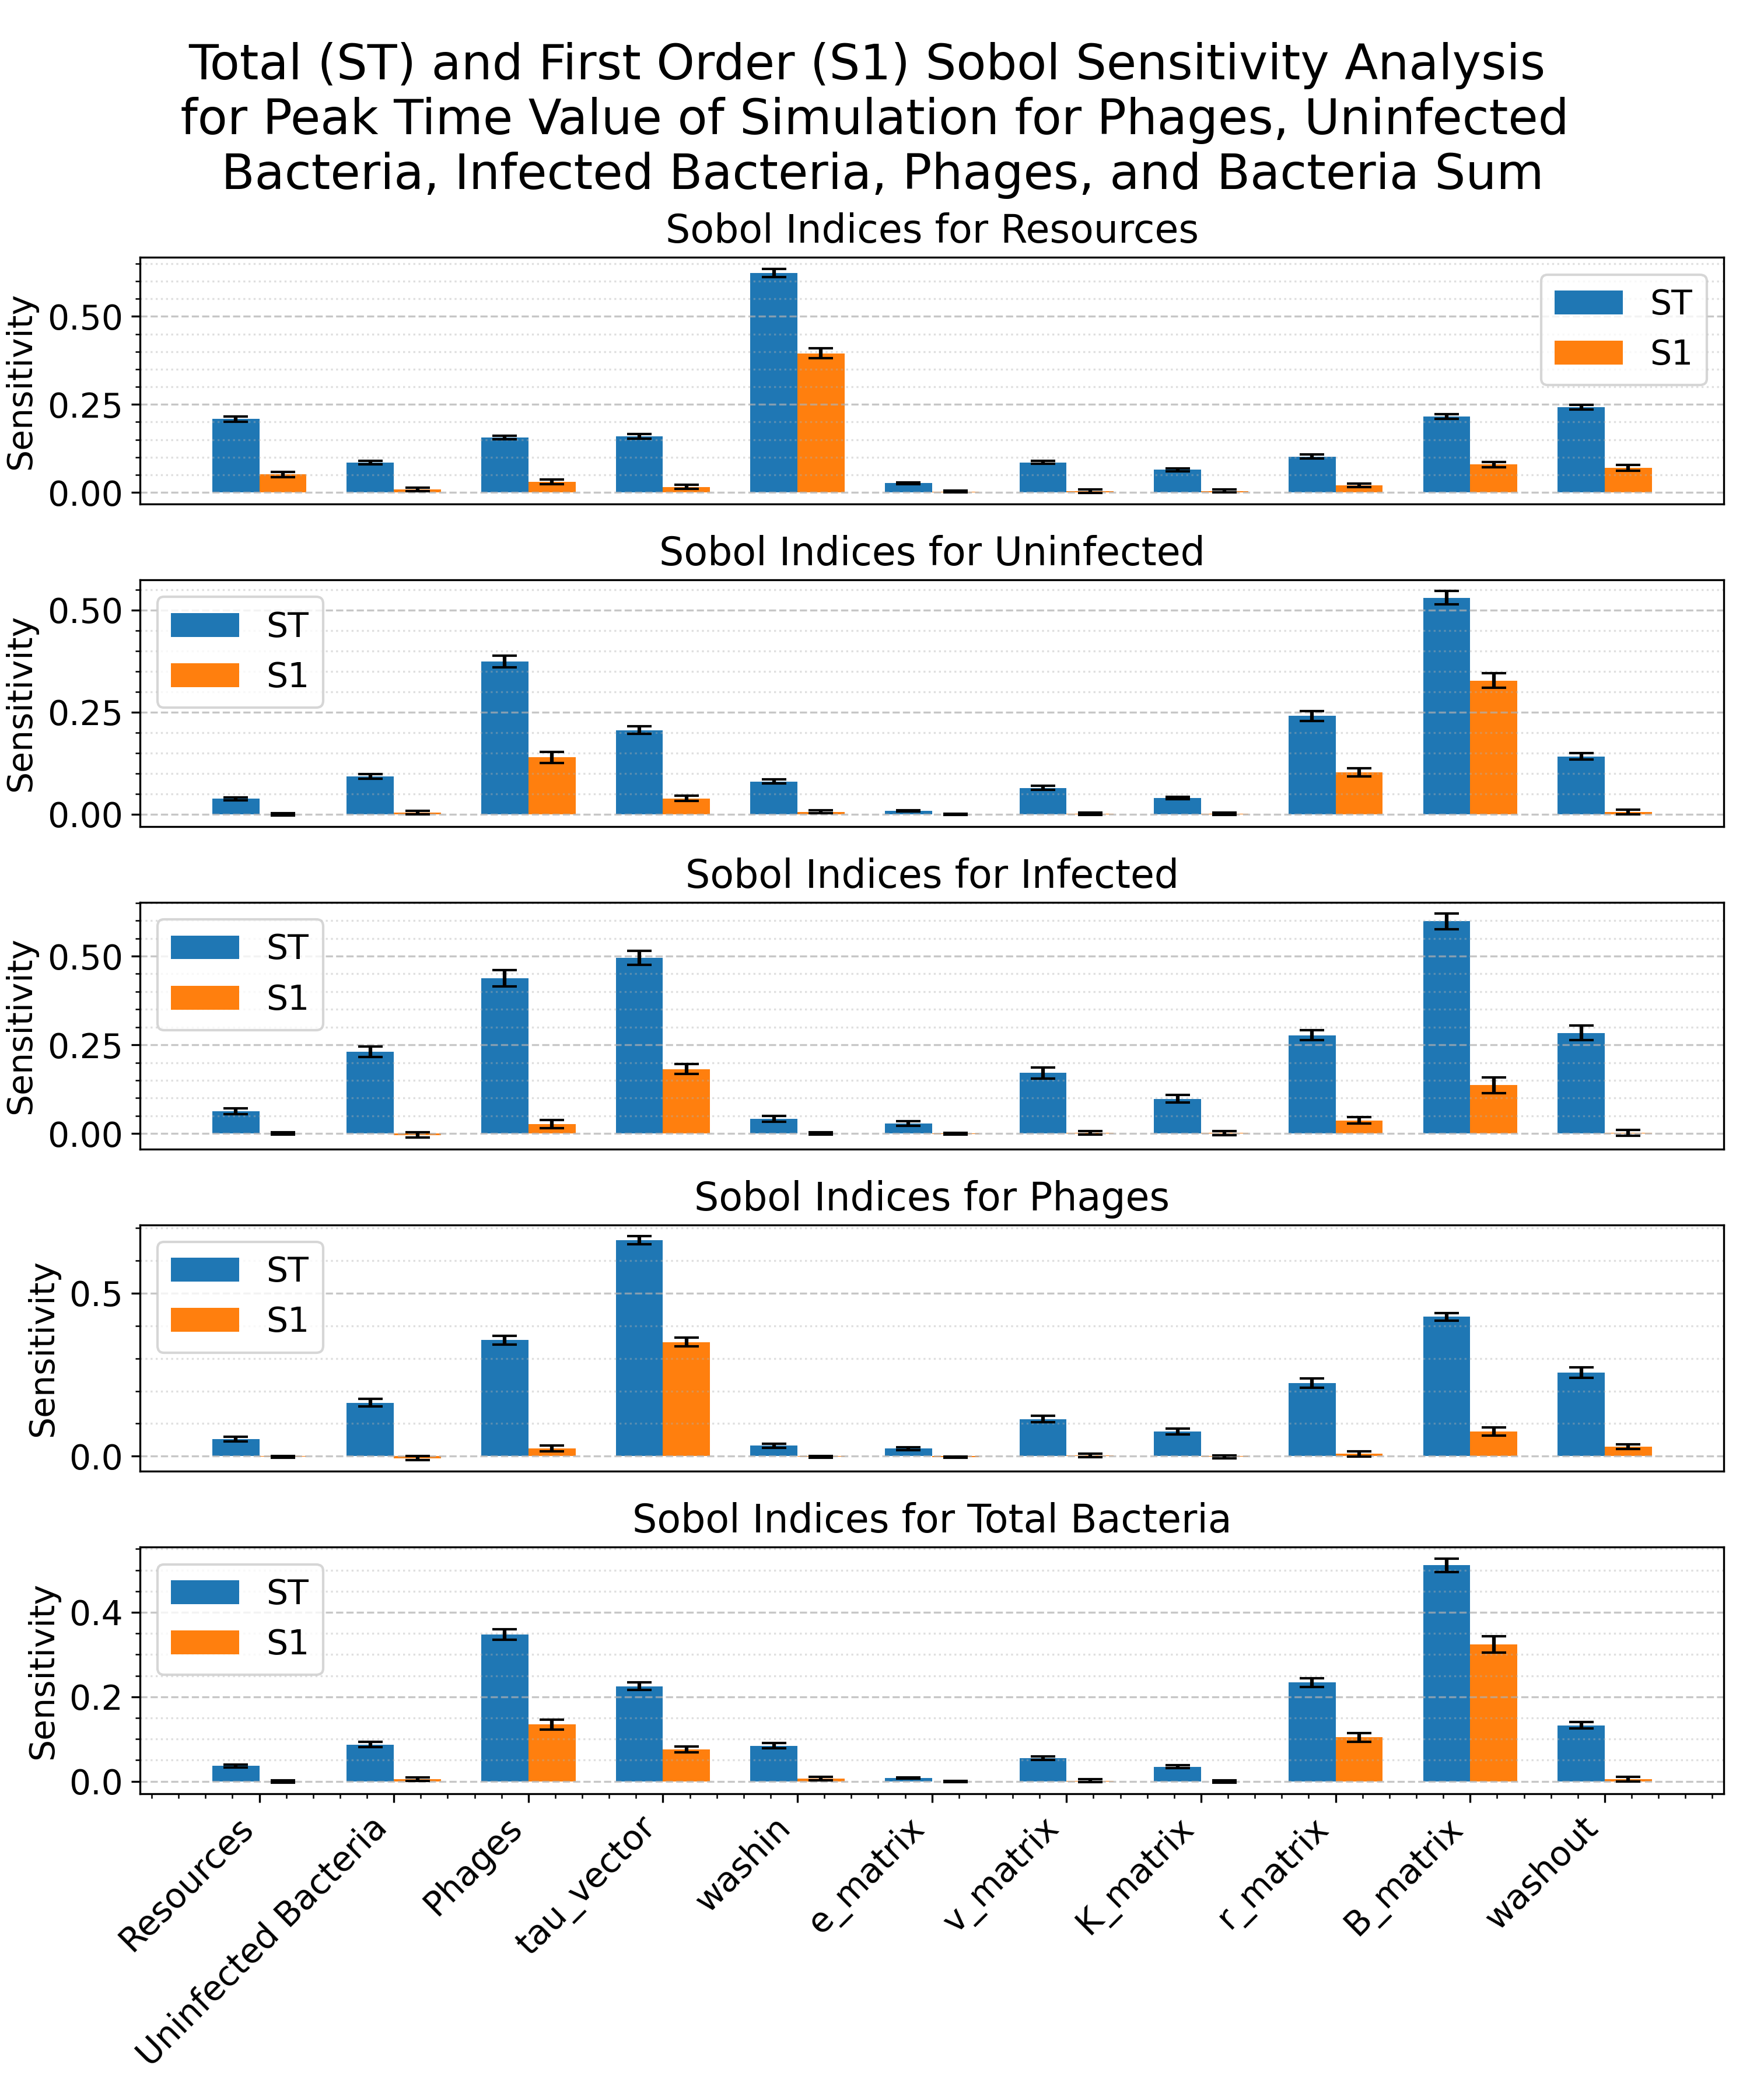 Total (ST) and First Order (S1) Sobol Sensitivity Analysis
for Peak Time Value of Simulation for Phages, Uninfected
Bacteria, Infected Bacteria, Phages, and Bacteria Sum
Sobol Indices for Resources
Sensitivity
0.50
0.25
0.00
ST
S1
Sobol Indices for Uninfected
Sensitivity
0.50
0.25
0.00
ST
S1
Sobol Indices for Infected
Sensitivity
0.50
0.25
0.00
ST
S1
Sobol Indices for Phages
Sensitivity
0.5
0.0
ST
S1
Sobol Indices for Total Bacteria
Sensitivity
0.4
0.2
0.0
ST
S1
Resources
Uninfected Bacteria
Phages
tau_vector
washin
e_matrix
v_matrix
K_matrix
r_matrix
B_matrix
washout